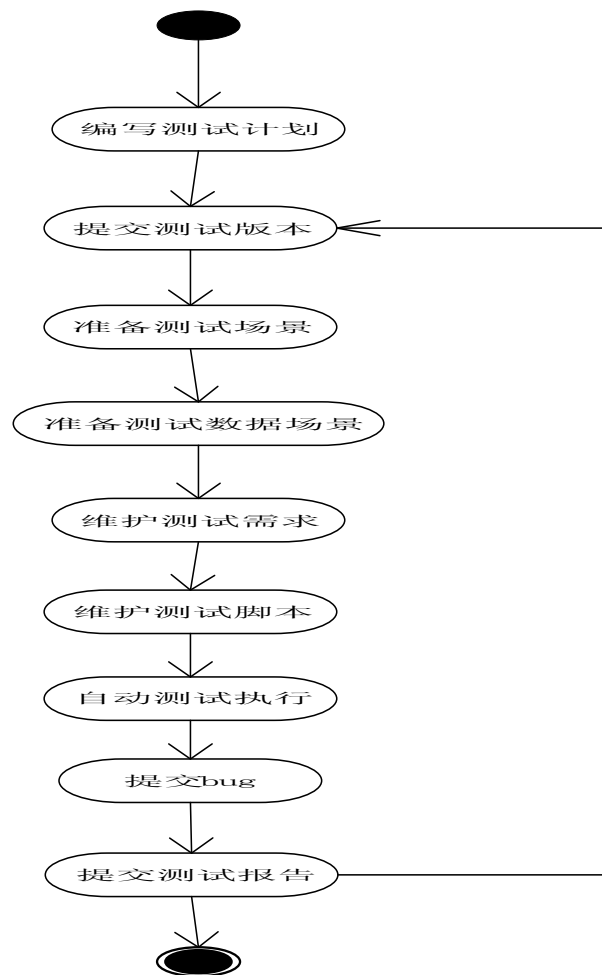 编写测试计划
提交测试版本
准备测试场景
准备测试数据场景
维护测试需求
维护测试脚本
自动测试执行
提交bug
提交测试报告